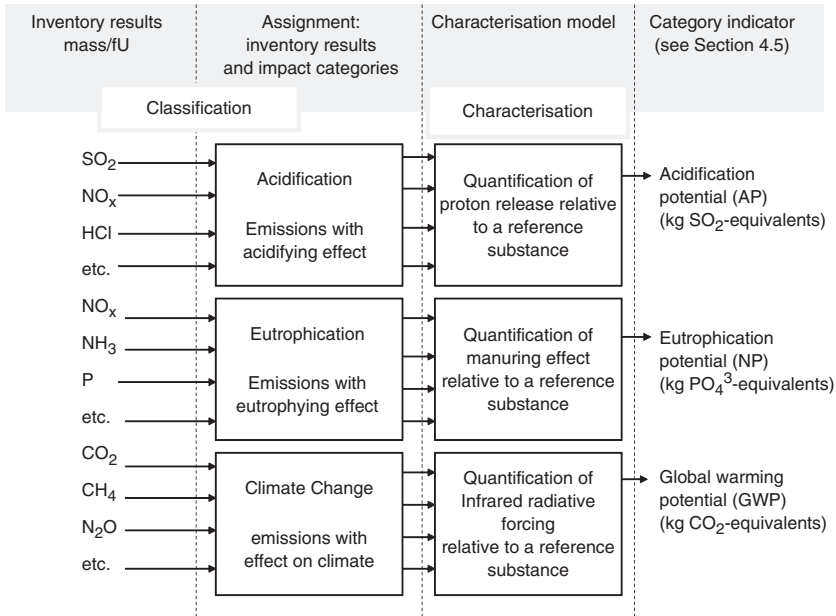 Inventory results
mass/fU
Assignment:
inventory results
and impact categories
Characterisation model
Category indicator
(see Section 4.5)
Classification
Characterisation
SO₂
NOₓ
HCl
etc.
Acidification
Emissions with
acidifying effect
Quantification of
proton release relative
to a reference
substance
Acidification
potential (AP)
(kg SO₂-equivalents)
NOₓ
NH₃
P
etc.
Eutrophication
Emissions with
eutrophying effect
Quantification of
manuring effect
relative to a reference
substance
Eutrophication
potential (NP)
(kg PO₄³-equivalents)
CO₂
CH₄
N₂O
etc.
Climate Change
emissions with
effect on climate
Quantification of
Infrared radiative
forcing
relative to a reference
substance
Global warming
potential (GWP)
(kg CO₂-equivalents)